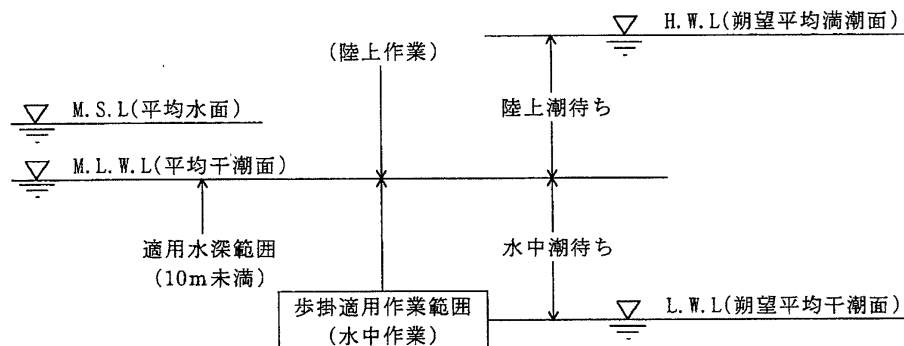 H.W.L(朔望平均満潮面)
(陸上作業)
M.S.L(平均水面)
陸上潮待ち
M.L.W.L(平均干潮面)
適用水深範囲
(10m未満)
水中潮待ち
歩掛適用作業範囲
(水中作業)
L.W.L(朔望平均干潮面)